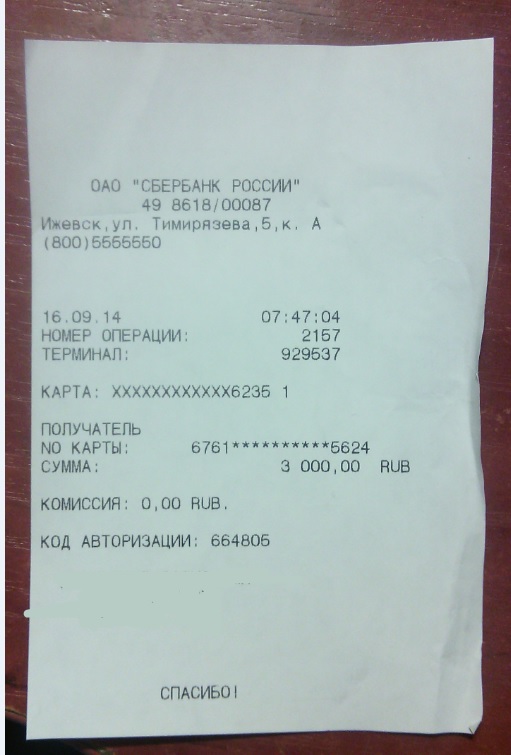 ОАО "СБЕРБАНК РОССИИ"
49 8618/00087
Ижевск,ул. Тимирязева,5,к. А
(800)5555550
16.09.14 07:47:04
НОМЕР ОПЕРАЦИИ: 2157
ТЕРМИНАЛ: 929537
КАРТА: XXXXXXXXXXXX6235 1
ПОЛУЧАТЕЛЬ
NO КАРТЫ: 6761**********5624
СУММА: 3 000,00 RUB
КОМИССИЯ: 0,00 RUB.
КОД АВТОРИЗАЦИИ: 664805
СПАСИБО!